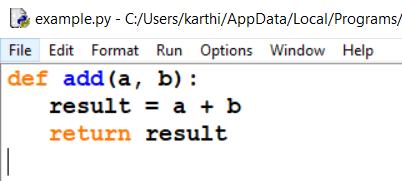 example.py - C:/Users/karthi/AppData/Local/Programs/
File Edit Format Run Options Window Help
def add(a, b):
   result = a + b
   return result